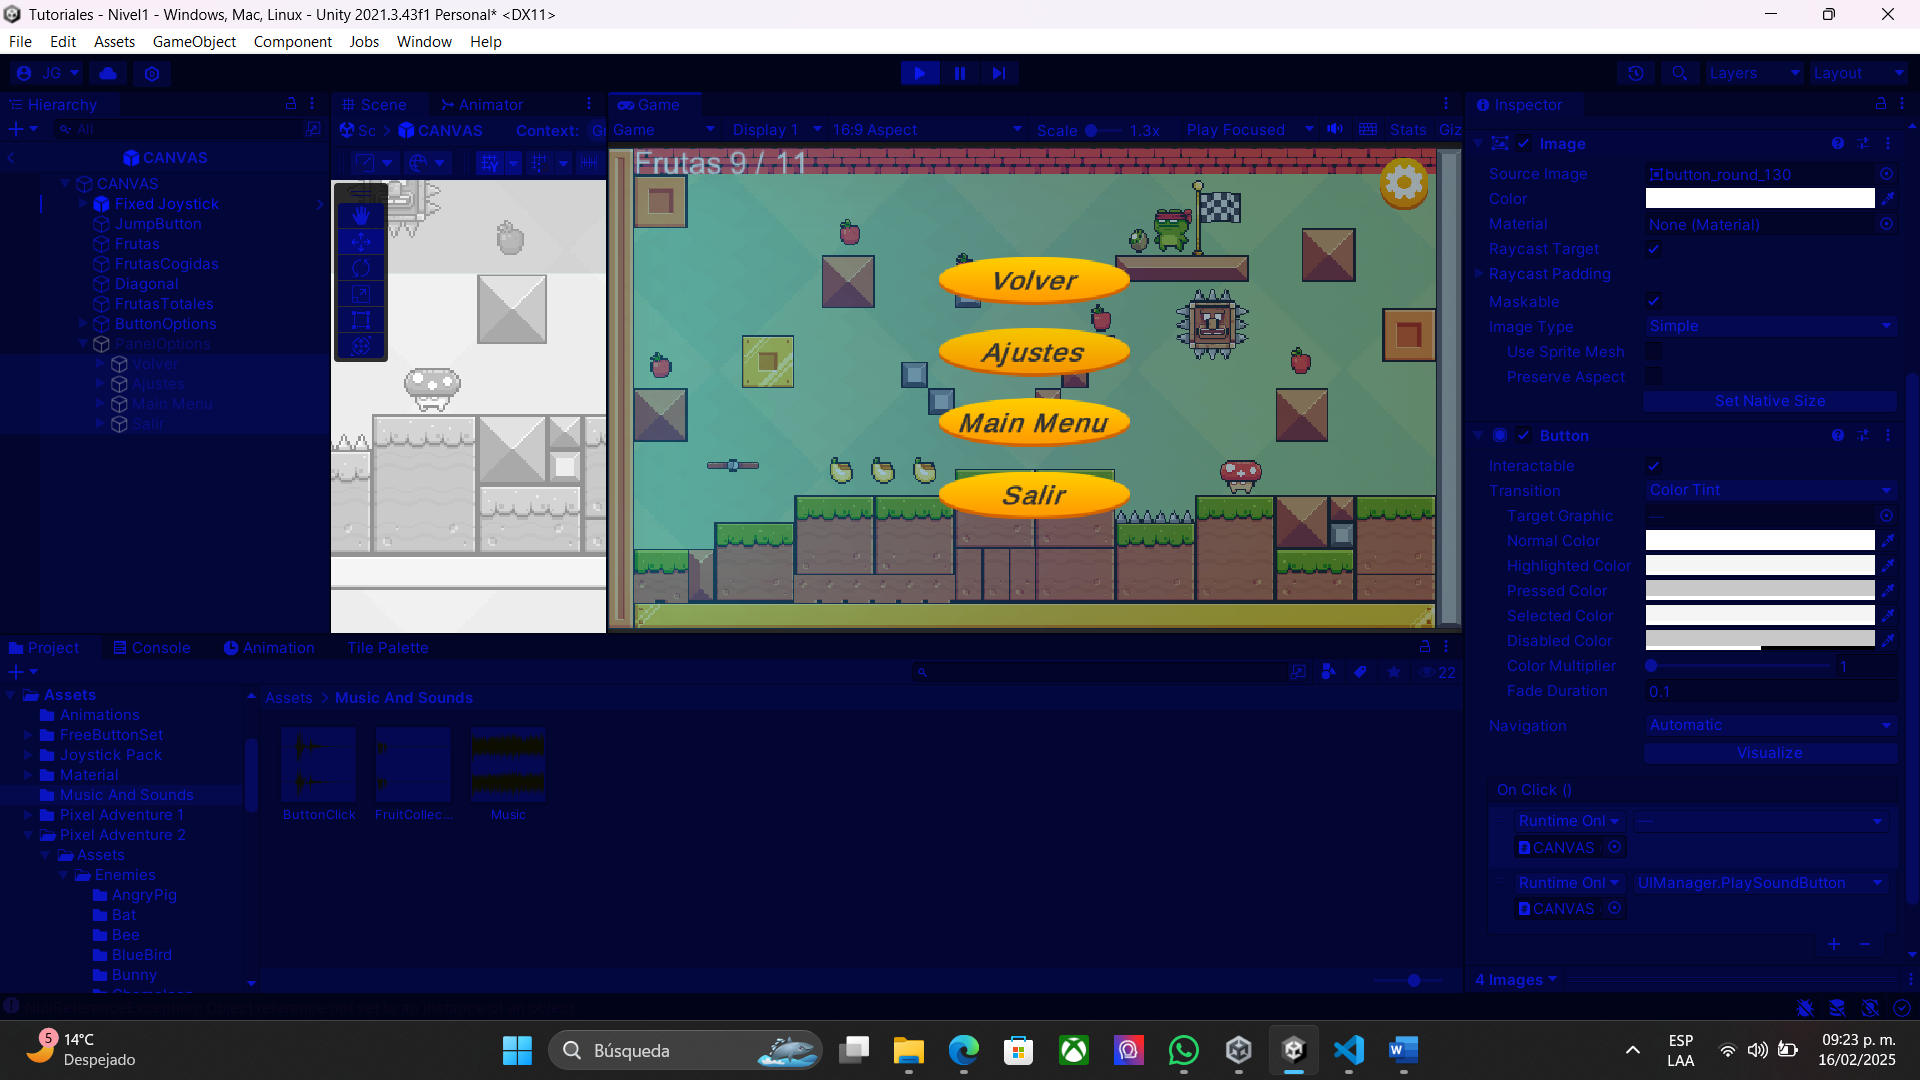 Tutoriales - Nivel1 - Windows, Mac, Linux - Unity 2021.3.43f1 Personal* <DX11>
File Edit Assets GameObject Component Jobs Window Help
JG
Layers Layout
Hierarchy
All
CANVAS
CANVAS
Fixed Joystick
JumpButton
Frutas
FrutasCogidas
Diagonal
FrutasTotales
ButtonOptions
PanelOptions
Volver
Ajustes
Main Menu
Salir
Scene Animator
Sc CANVAS Context: Gr
Game
Game Display 1 16:9 Aspect Scale 1.3x Play Focused Stats Giz
Frutas 9 / 11
Volver
Ajustes
Main Menu
Salir
Inspector
Image
Source Image button_round_130
Color
Material None (Material)
Raycast Target
Raycast Padding
Maskable
Image Type Simple
Use Sprite Mesh
Preserve Aspect
Set Native Size
Button
Interactable
Transition Color Tint
Target Graphic —
Normal Color
Highlighted Color
Pressed Color
Selected Color
Disabled Color
Color Multiplier 1
Fade Duration 0.1
Navigation Automatic
Visualize
On Click ()
Runtime Onl —
CANVAS
Runtime Onl UIManager.PlaySoundButton
CANVAS
4 Images
Project Console Animation Tile Palette
22
Assets
Animations
FreeButtonSet
Joystick Pack
Material
Music And Sounds
Pixel Adventure 1
Pixel Adventure 2
Assets
Enemies
AngryPig
Bat
Bee
BlueBird
Bunny
Assets > Music And Sounds
ButtonClick FruitCollec... Music
5
14°C
Despejado
Búsqueda
ESP
LAA
09:23 p. m.
16/02/2025